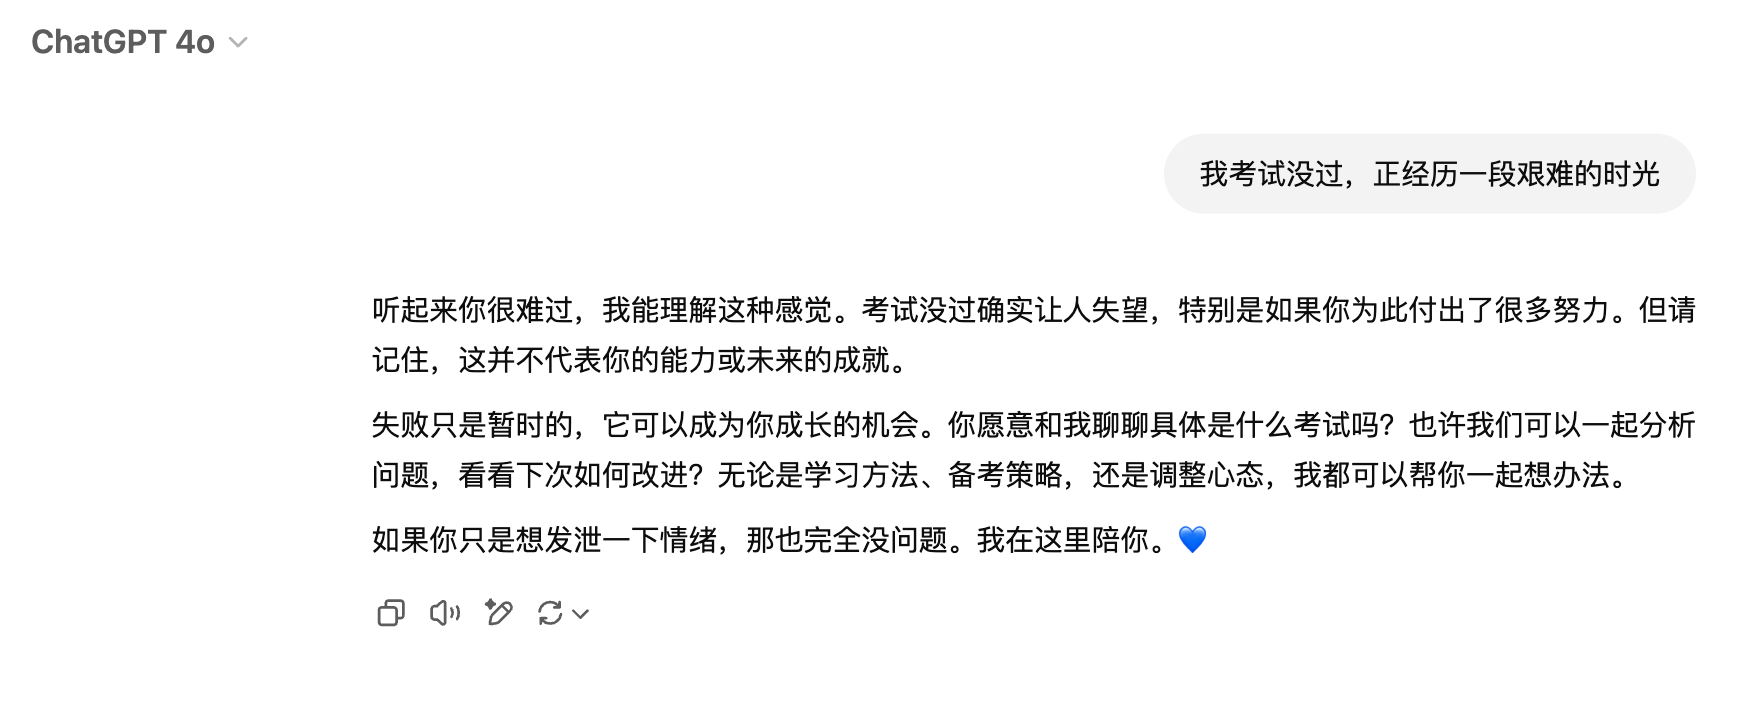 ChatGPT 4o
我考试没过，正经历一段艰难的时光
听起来你很难过，我能理解这种感觉。考试没过确实让人失望，特别是如果你为此付出了很多努力。但请
记住，这并不代表你的能力或未来的成就。
失败只是暂时的，它可以成为你成长的机会。你愿意和我聊聊具体是什么考试吗？也许我们可以一起分析
问题，看看下次如何改进？无论是学习方法、备考策略，还是调整心态，我都可以帮你一起想办法。
如果你只是想发泄一下情绪，那也完全没问题。我在这里陪你。💙